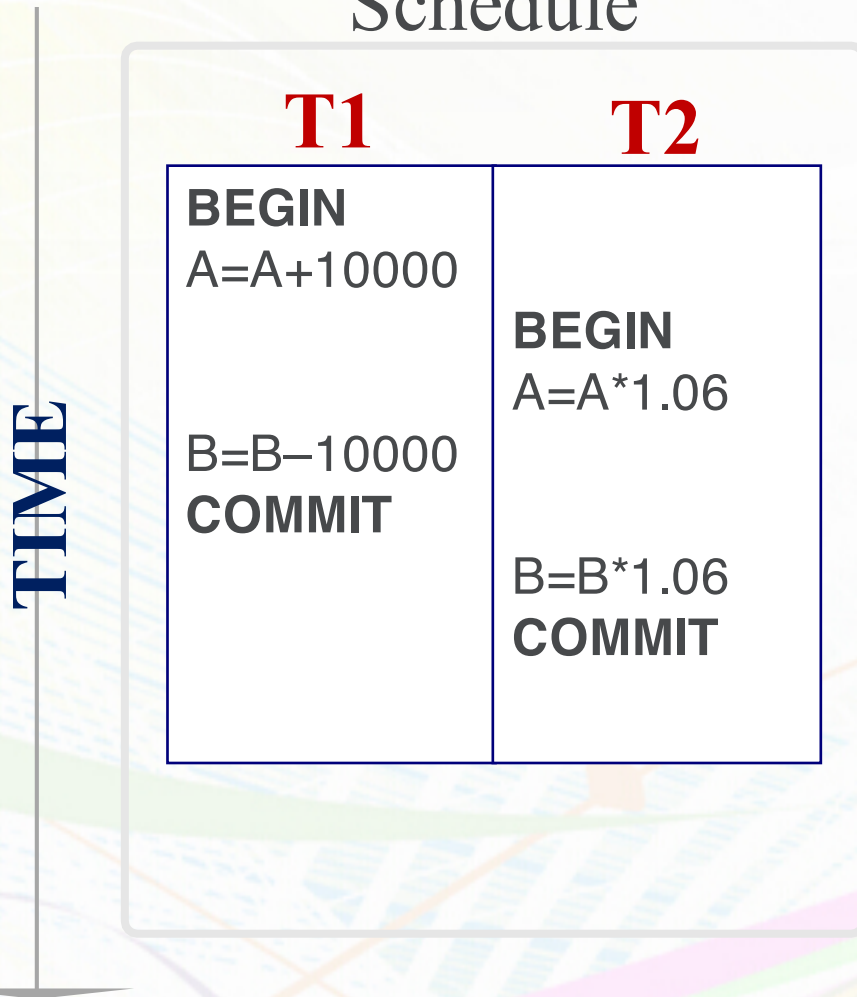 Schedule
T1
T2
BEGIN
A=A+10000
BEGIN
A=A*1.06
B=B–10000
COMMIT
B=B*1.06
COMMIT
TIME